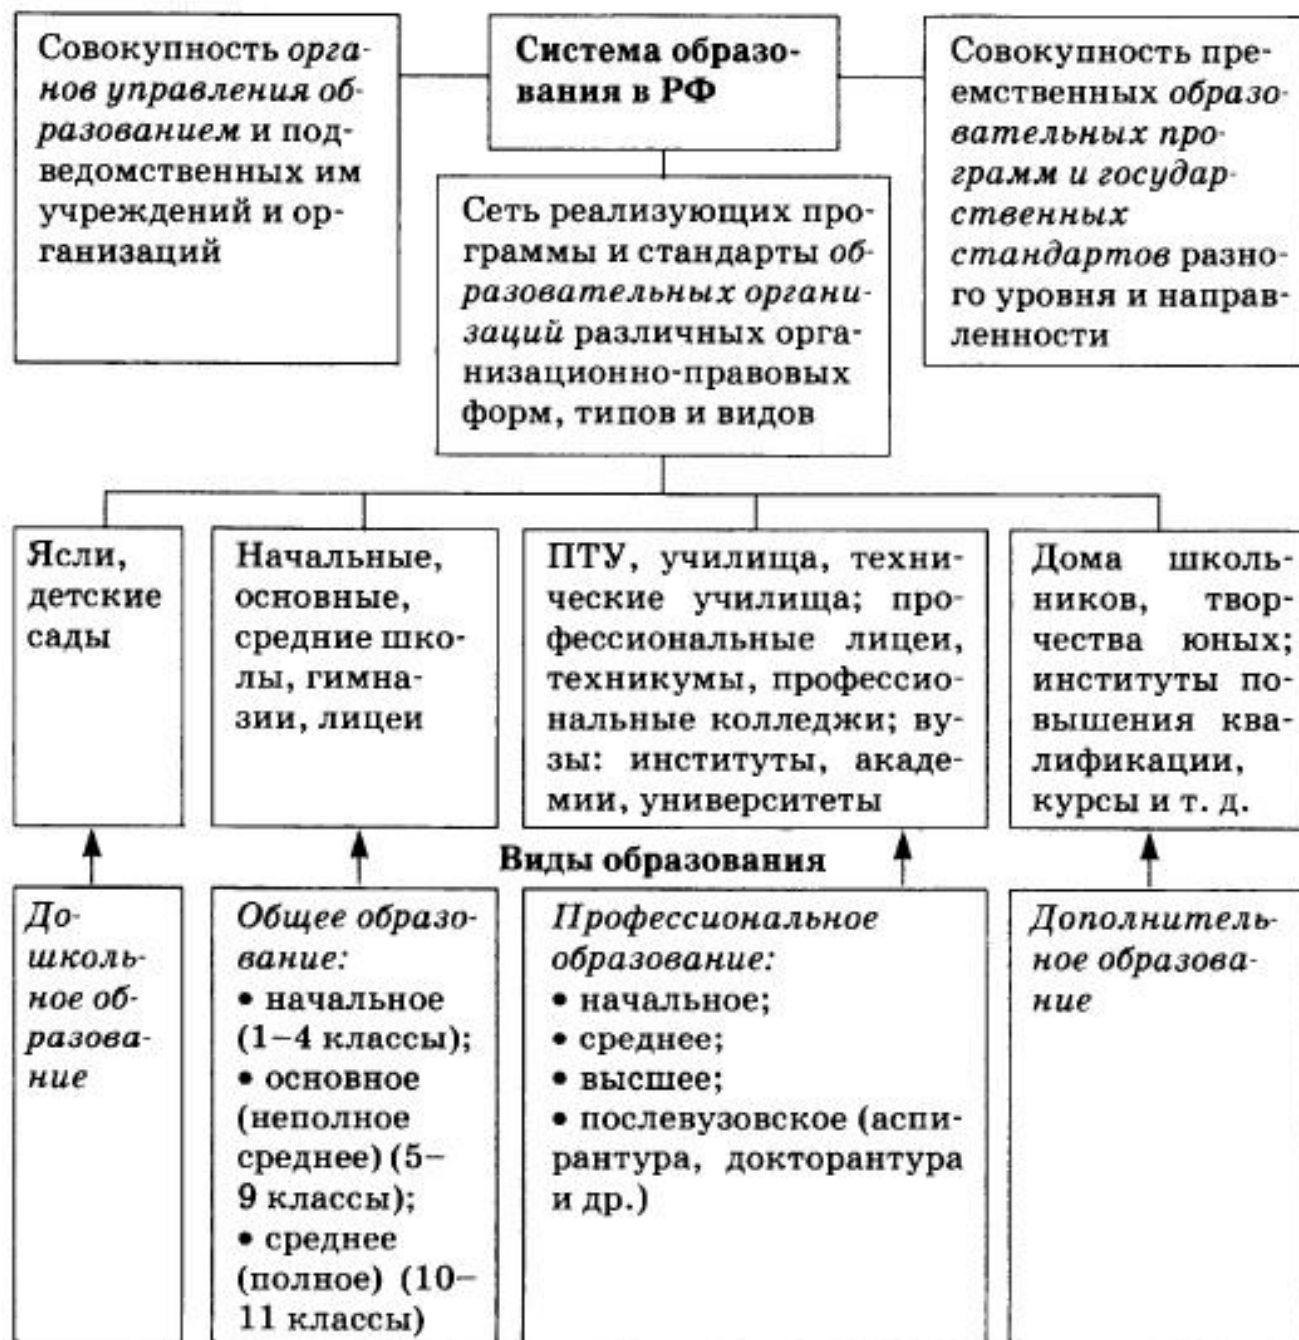 Совокупность орга-
нов управления об-
разованием и под-
ведомственных им
учреждений и ор-
ганизаций
Система образо-
вания в РФ
Совокупность пре-
емственных образо-
вательных про-
грамм и государ-
ственных
стандартов разно-
го уровня и направ-
ленности
Сеть реализующих про-
граммы и стандарты об-
разовательных органи-
заций различных орга-
низационно-правовых
форм, типов и видов
Ясли,
детские
сады
Начальные,
основные,
средние шко-
лы, гимна-
зии, лицеи
ПТУ, училища, техни-
ческие училища; про-
фессиональные лицеи,
техникумы, профессио-
нальные колледжи; ву-
зы: институты, акаде-
мии, университеты
Дома школь-
ников, твор-
чества юных;
институты по-
вышения ква-
лификации,
курсы и т. д.
Виды образования
До-
школь-
ное об-
разова-
ние
Общее образо-
вание:
• начальное
(1–4 классы);
• основное
(неполное
среднее) (5–
9 классы);
• среднее
(полное) (10–
11 классы)
Профессиональное
образование:
• начальное;
• среднее;
• высшее;
• послевузовское (аспи-
рантура, докторантура
и др.)
Дополнитель-
ное образова-
ние